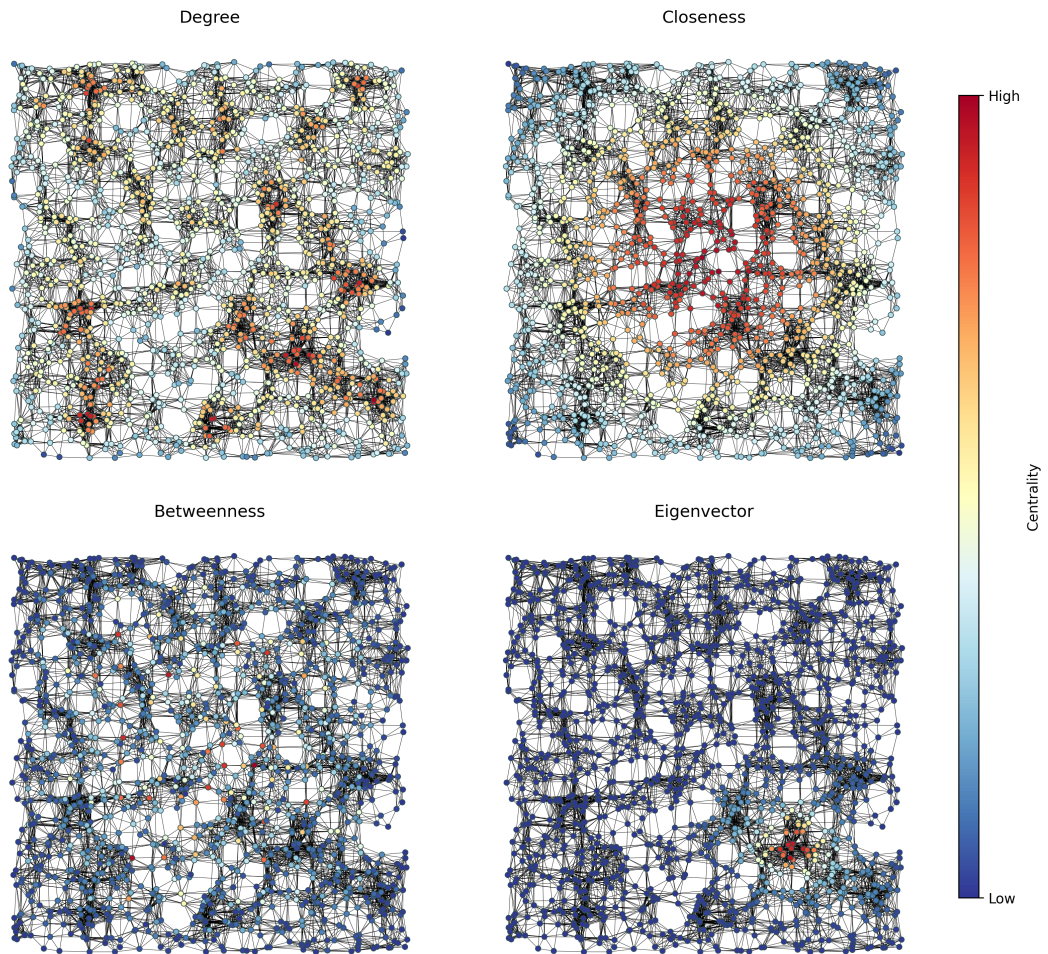 Degree
Closeness
High
Centrality
Betweenness
Eigenvector
Low